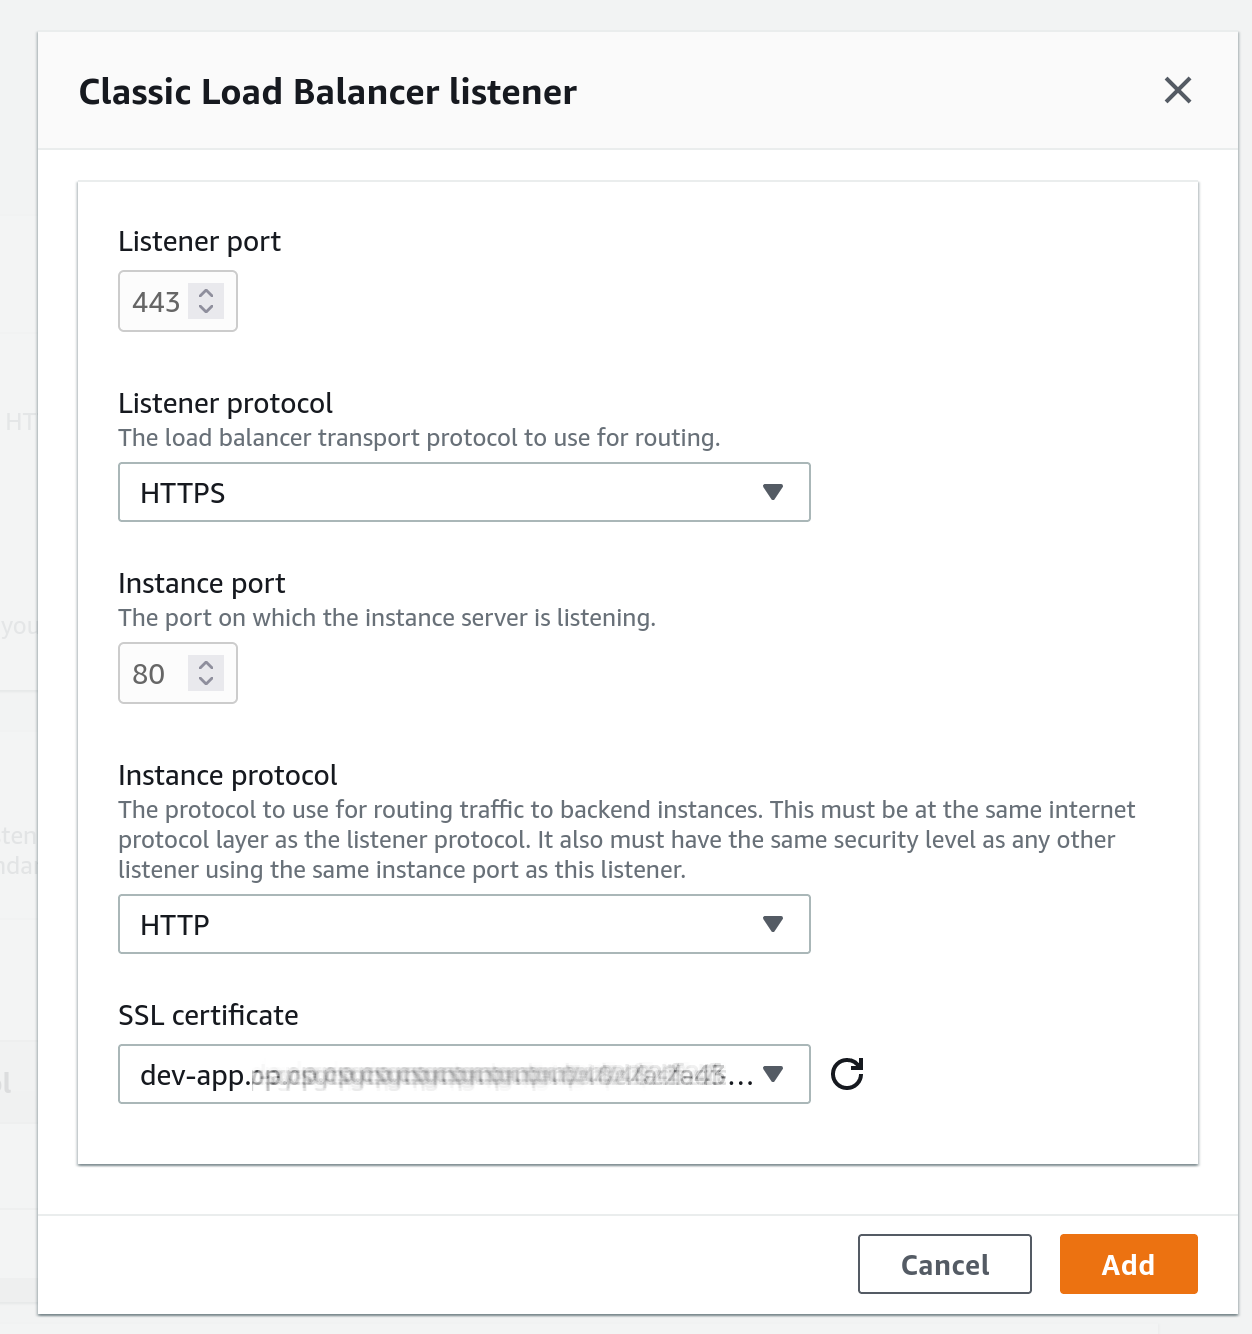 Classic Load Balancer listener
Listener port
443
Listener protocol
The load balancer transport protocol to use for routing.
HTTPS
Instance port
The port on which the instance server is listening.
80
Instance protocol
The protocol to use for routing traffic to backend instances. This must be at the same internet
protocol layer as the listener protocol. It also must have the same security level as any other
listener using the same instance port as this listener.
HTTP
SSL certificate
dev-app.
Cancel
Add
HT
you